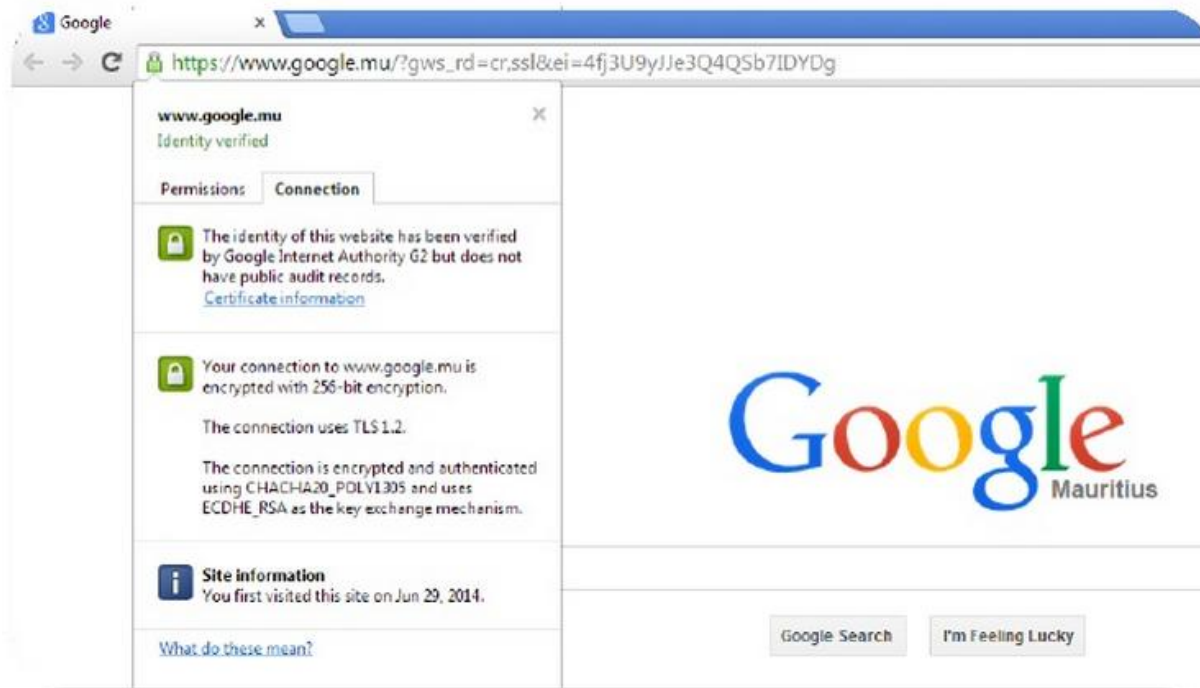 Google
https://www.google.mu/?gws_rd=cr,ssl&ei=4fj3U9yJJe3Q4QSb7IDYDg
www.google.mu
Identity verified
Permissions Connection
The identity of this website has been verified
by Google Internet Authority G2 but does not
have public audit records.
Certificate information
Your connection to www.google.mu is
encrypted with 256-bit encryption.
The connection uses TLS 1.2.
The connection is encrypted and authenticated
using CHACHA20_POLY1305 and uses
ECDHE_RSA as the key exchange mechanism.
Site information
You first visited this site on Jun 29, 2014.
What do these mean?
Google
Mauritius
Google Search I'm Feeling Lucky